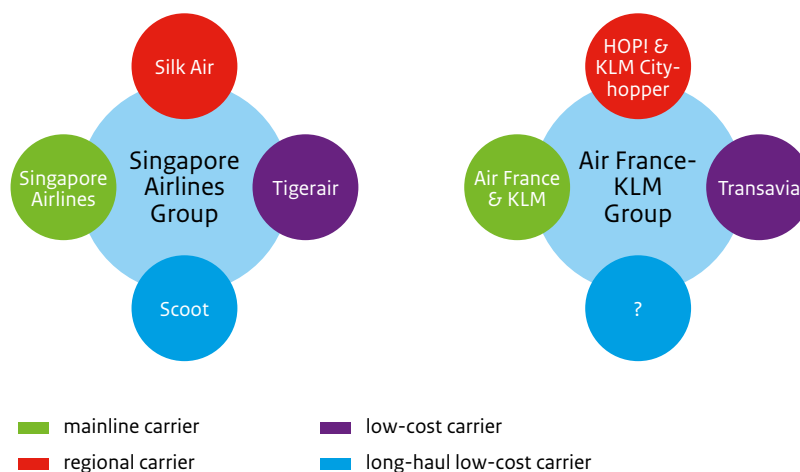 Silk Air
Singapore
Airlines
Singapore
Airlines
Group
Tigerair
Scoot
HOP! &
KLM City-
hopper
Air France
& KLM
Air France-
KLM
Group
Transavia
?
mainline carrier
regional carrier
low-cost carrier
long-haul low-cost carrier